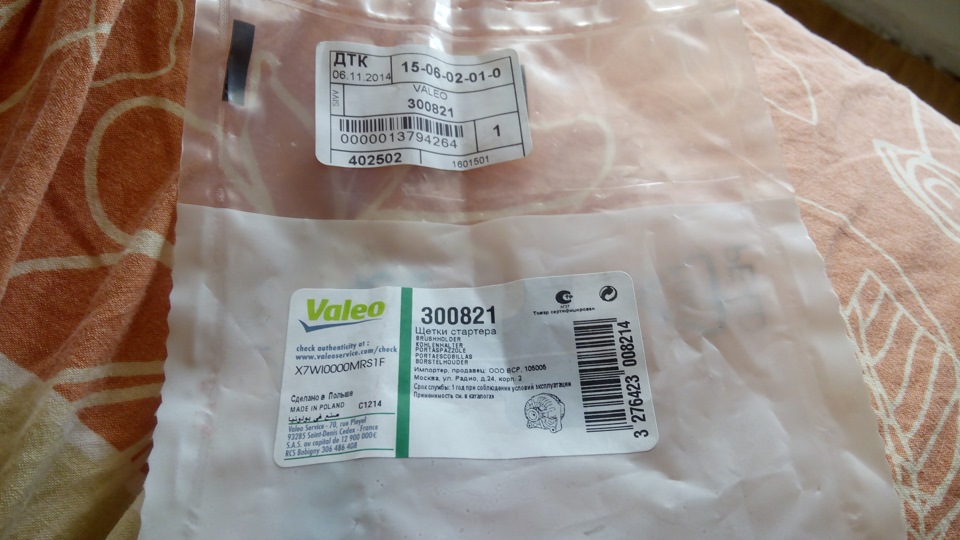 ДТК
06.11.2014
15-06-02-01-0
VALEO
300821
0000013794264
1
402502
1601501
Valeo
check authenticity at :
www.valeoservice.com/check
X7WI0000MRS1F
Сделано в Польше
MADE IN POLAND C1214
صنع في بولونيا
Valeo Service - 70, rue Pleyel
93285 Saint-Denis Cedex - France
S.A.S. au capital de 12 900 000€
RCS Bobigny 306 486 408
300821
Щетки стартера
BRUSHHOLDER
KOHLENHALTER
PORTASPAZZOLE
PORTAESCOBILLAS
BORSTELHOUDER
Импортер, продавец: ООО ВСР, 105005
Москва, ул. Радио, д.24, корп. 2
Срок службы: 1 год при соблюдении условий эксплуатации
Применимость см. в каталогах
Товар сертифицирован
3 276423 008214